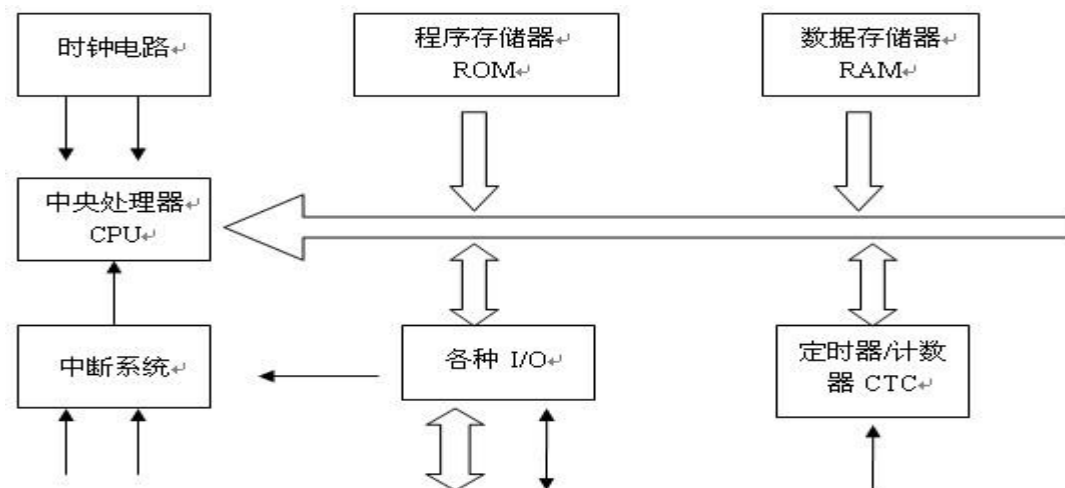 时钟电路
程序存储器
ROM
数据存储器
RAM
中央处理器
CPU
中断系统
各种 I/O
定时器/计数
器 CTC